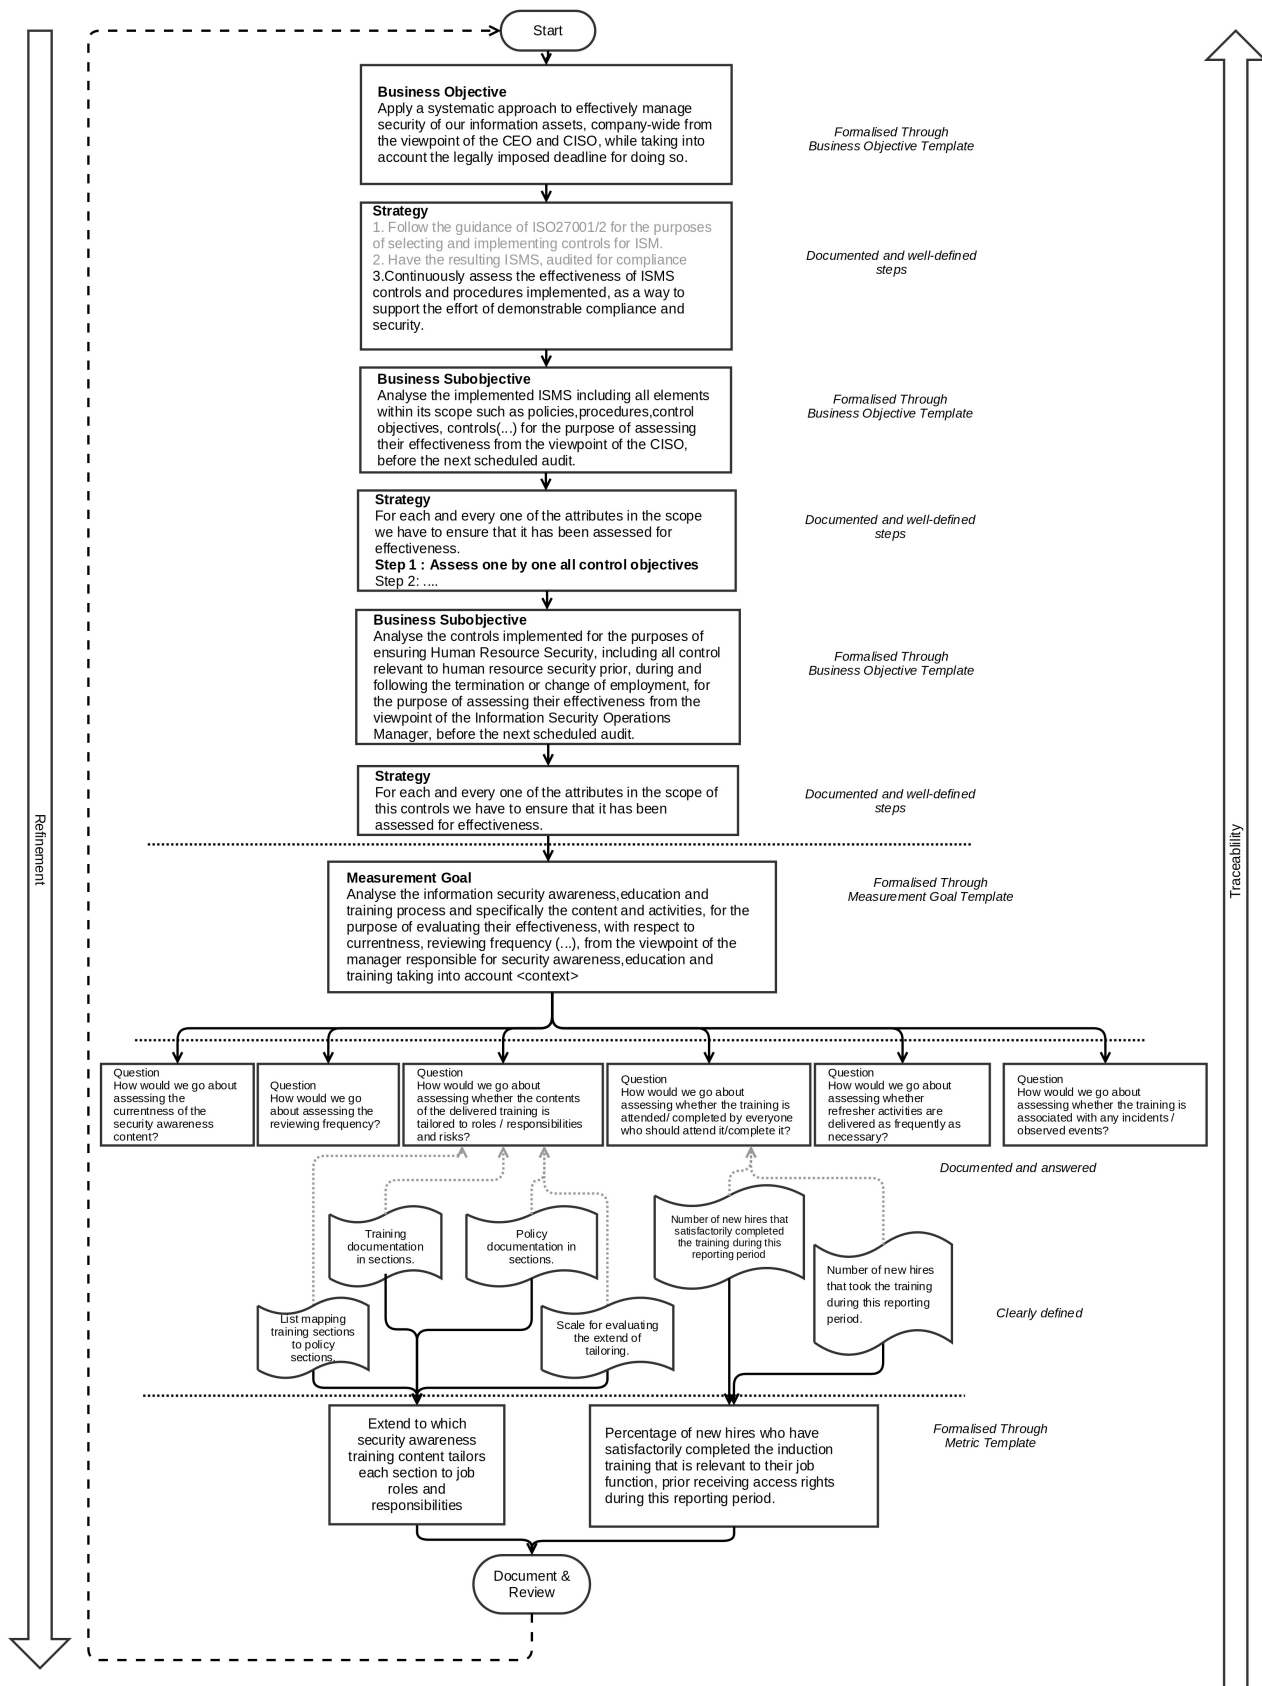 Start
Business Objective
Apply a systematic approach to effectively manage
security of our information assets, company-wide from
the viewpoint of the CEO and CISO, while taking into
account the legally imposed deadline for doing so.
Formalised Through
Business Objective Template
Strategy
1. Follow the guidance of ISO27001/2 for the purposes
of selecting and implementing controls for ISM.
2. Have the resulting ISMS, audited for compliance
3.Continuously assess the effectiveness of ISMS
controls and procedures implemented, as a way to
support the effort of demonstrable compliance and
security.
Documented and well-defined
steps
Business Subobjective
Analyse the implemented ISMS including all elements
within its scope such as policies,procedures,control
objectives, controls(...) for the purpose of assessing
their effectiveness from the viewpoint of the CISO,
before the next scheduled audit.
Formalised Through
Business Objective Template
Strategy
For each and every one of the attributes in the scope
we have to ensure that it has been assessed for
effectiveness.
Step 1 : Assess one by one all control objectives
Step 2: ....
Documented and well-defined
steps
Business Subobjective
Analyse the controls implemented for the purposes of
ensuring Human Resource Security, including all control
relevant to human resource security prior, during and
following the termination or change of employment, for
the purpose of assessing their effectiveness from the
viewpoint of the Information Security Operations
Manager, before the next scheduled audit.
Formalised Through
Business Objective Template
Strategy
For each and every one of the attributes in the scope of
this controls we have to ensure that it has been
assessed for effectiveness.
Documented and well-defined
steps
Refinement
Traceablility
Measurement Goal
Analyse the information security awareness,education and
training process and specifically the content and activities, for the
purpose of evaluating their effectiveness, with respect to
currentness, reviewing frequency (...), from the viewpoint of the
manager responsible for security awareness,education and
training taking into account <context>
Formalised Through
Measurement Goal Template
Question
How would we go about
assessing the
currentness of the
security awareness
content?
Question
How would we go
about assessing the
reviewing frequency?
Question
How would we go about
assessing whether the contents
of the delivered training is
tailored to roles / responsibilities
and risks?
Question
How would we go about
assessing whether the training is
attended/ completed by everyone
who should attend it/complete it?
Question
How would we go about
assessing whether
refresher activities are
delivered as frequently as
necessary?
Question
How would we go about
assessing whether the training is
associated with any incidents /
observed events?
Documented and answered
Training
documentation
in sections.
Policy
documentation in
sections.
Number of new hires that
satisfactorily completed
the training during this
reporting period
Number of new hires
that took the training
during this reporting
period.
List mapping
training sections
to policy
sections.
Scale for evaluating
the extend of
tailoring.
Clearly defined
Extend to which
security awareness
training content tailors
each section to job
roles and
responsibilities
Percentage of new hires who have
satisfactorily completed the induction
training that is relevant to their job
function, prior receiving access rights
during this reporting period.
Formalised Through
Metric Template
Document &
Review